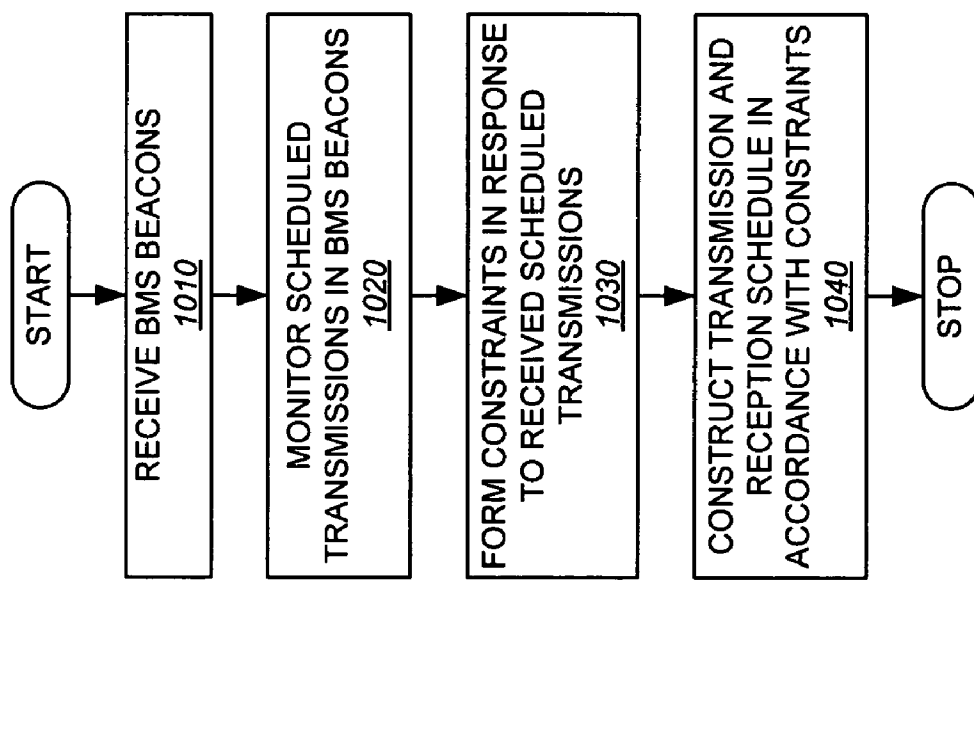 START
RECEIVE BMS BEACONS
1010
MONITOR SCHEDULED
TRANSMISSIONS IN BMS BEACONS
1020
FORM CONSTRAINTS IN RESPONSE
TO RECEIVED SCHEDULED
TRANSMISSIONS
1030
CONSTRUCT TRANSMISSION AND
RECEPTION SCHEDULE IN
ACCORDANCE WITH CONSTRAINTS
1040
STOP